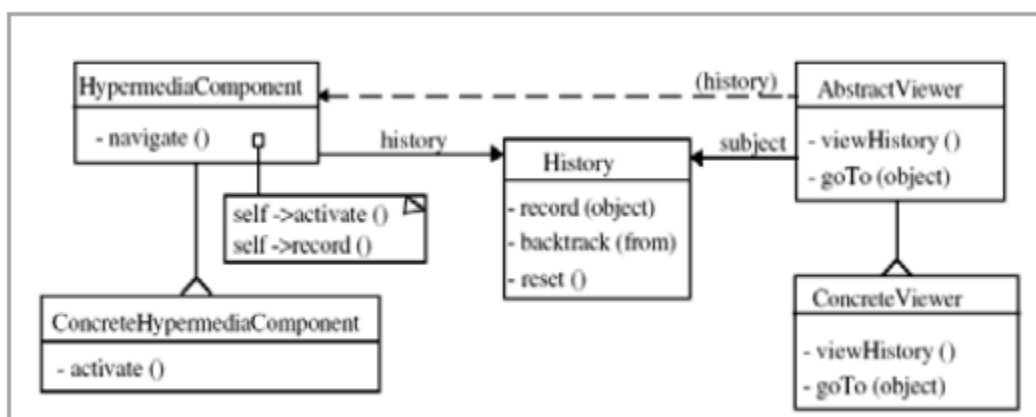 HypermediaComponent
- navigate ()
self ->activate ()
self ->record ()
ConcreteHypermediaComponent
- activate ()
history
(history)
History
- record (object)
- backtrack (from)
- reset ()
subject
AbstractViewer
- viewHistory ()
- goTo (object)
ConcreteViewer
- viewHistory ()
- goTo (object)